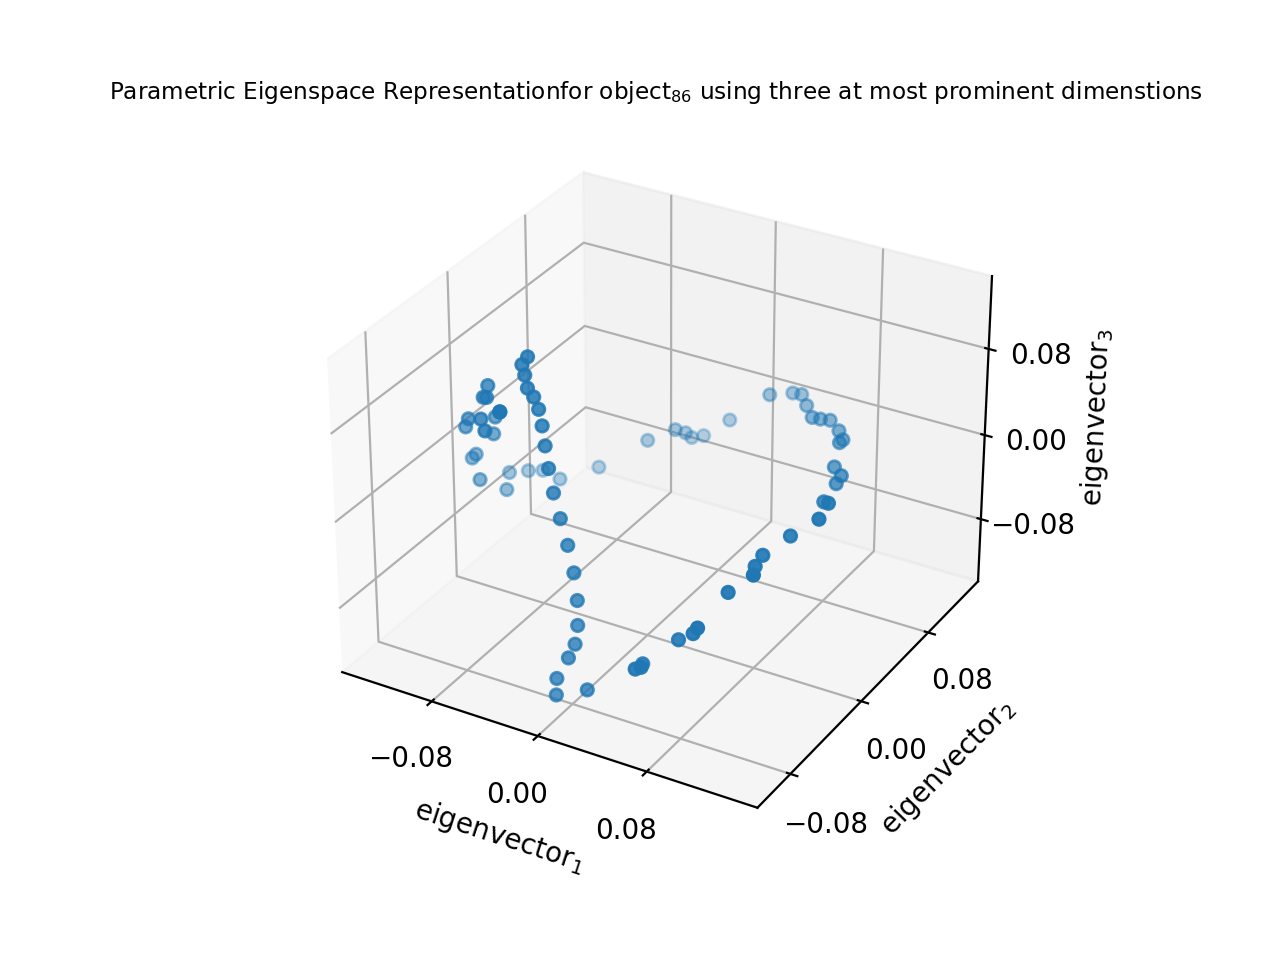 Parametric Eigenspace Representationfor object₈₆ using three at most prominent dimenstions
0.08
0.00
−0.08
eigenvector₃
0.08
0.00
−0.08
eigenvector₂
−0.08
0.00
0.08
eigenvector₁